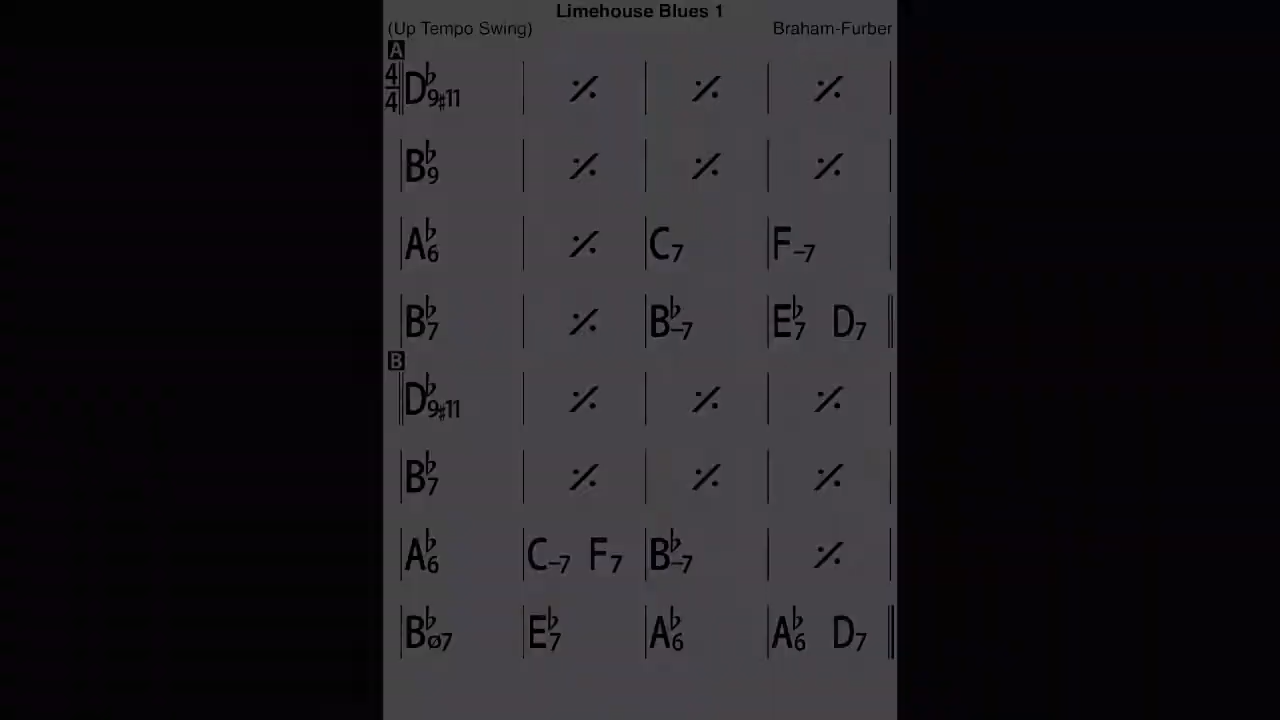 Limehouse Blues 1
(Up Tempo Swing) Braham-Furber
A
4/4 D♭9♯11 | 𝄎 | 𝄎 | 𝄎
B♭9 | 𝄎 | 𝄎 | 𝄎
A♭6 | 𝄎 | C7 | F–7
B♭7 | 𝄎 | B♭–7 | E♭7 D7
B
D♭9♯11 | 𝄎 | 𝄎 | 𝄎
B♭7 | 𝄎 | 𝄎 | 𝄎
A♭6 | C–7 F7 | B♭–7 | 𝄎
B♭ø7 | E♭7 | A♭6 | A♭6 D7